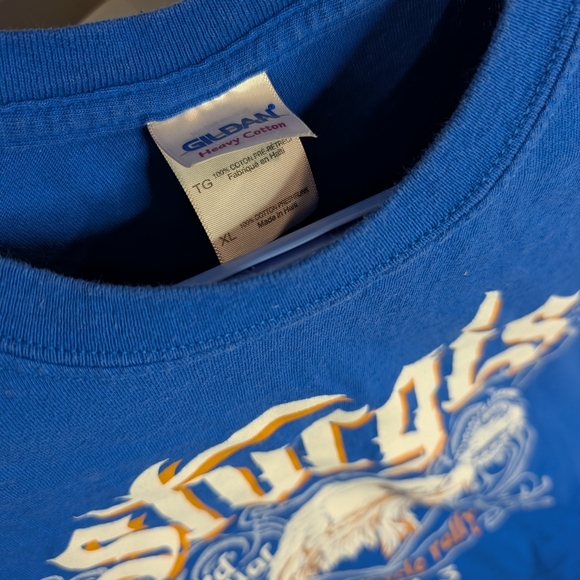 GILDAN®
Heavy Cotton
TG
100% COTON PRÉ-RÉTRÉCI
Fabriqué en Haïti
XL
100% COTTON PRESHRUNK
Made in Haiti
Sturgis
rally